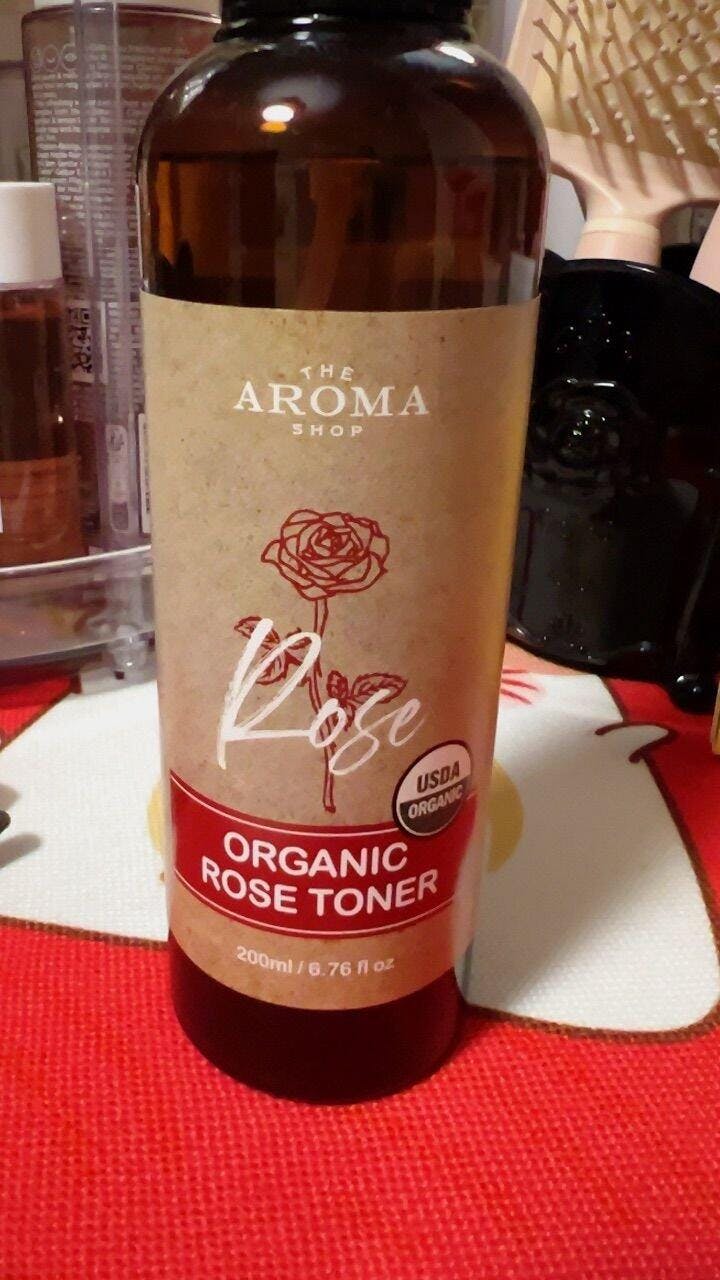 THE
AROMA
SHOP
Rose
USDA
ORGANIC
ORGANIC
ROSE TONER
200ml / 6.76 fl oz